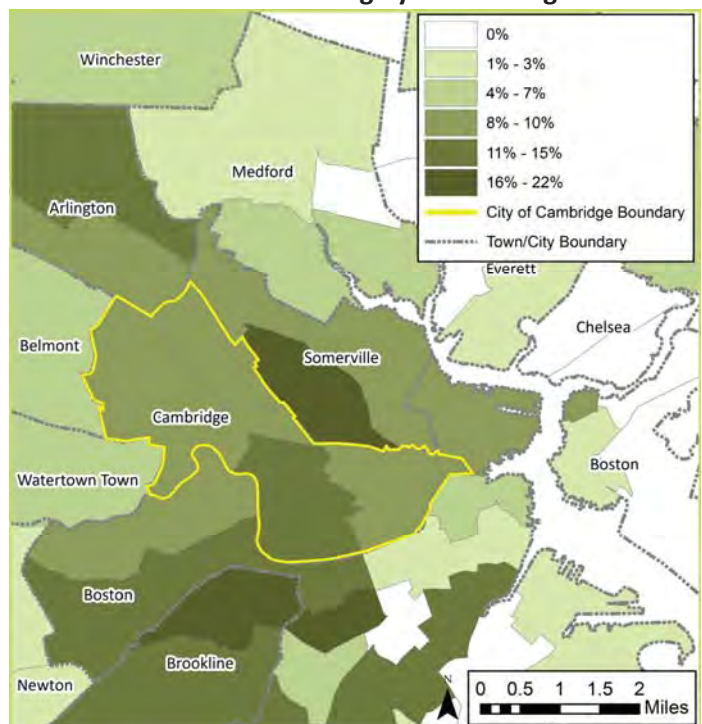 Winchester
0%
1% - 3%
4% - 7%
8% - 10%
11% - 15%
16% - 22%
City of Cambridge Boundary
Town/City Boundary
Medford
Arlington
Everett
Chelsea
Belmont
Somerville
Cambridge
Watertown Town
Boston
Boston
Brookline
Newton
N
0 0.5 1 1.5 2
Miles